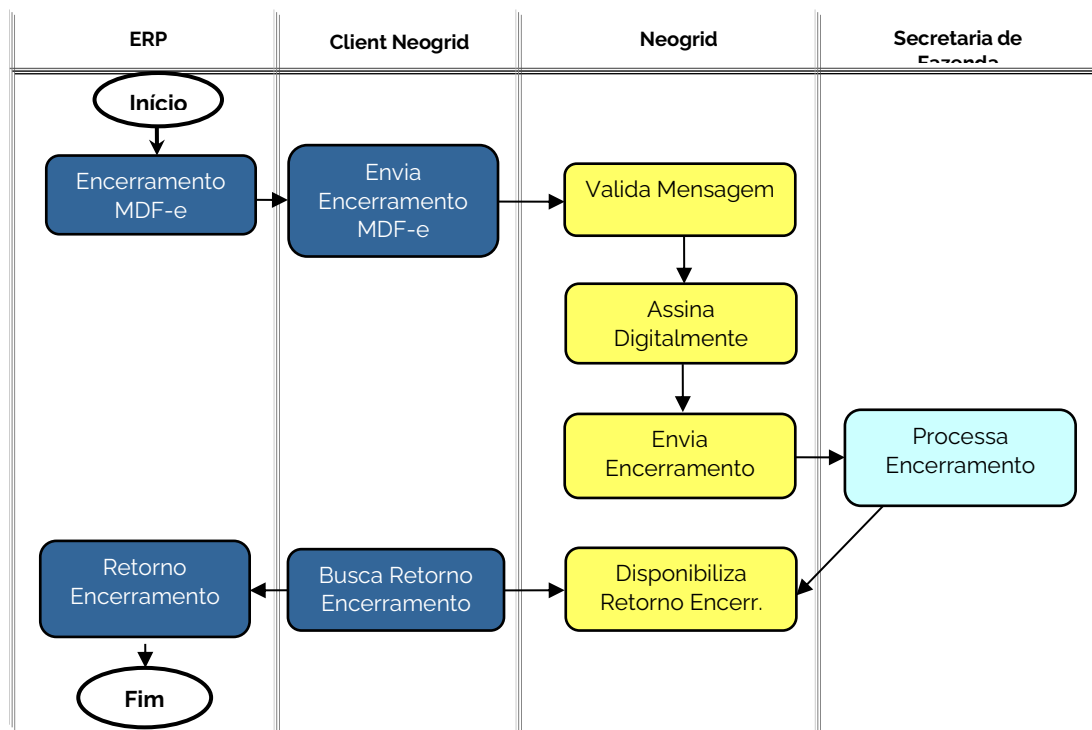 ERP
Client Neogrid
Neogrid
Secretaria de
Fazenda
Início
Encerramento
MDF-e
Envia
Encerramento
MDF-e
Valida Mensagem
Assina
Digitalmente
Envia
Encerramento
Processa
Encerramento
Retorno
Encerramento
Busca Retorno
Encerramento
Disponibiliza
Retorno Encerr.
Fim